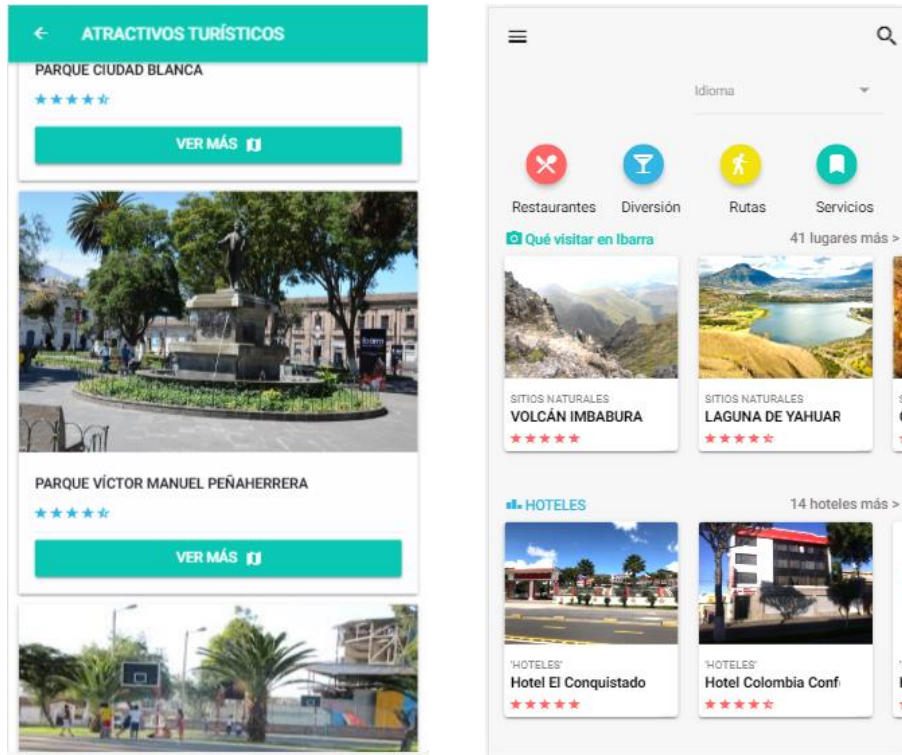 ATRACTIVOS TURÍSTICOS
PARQUE CIUDAD BLANCA
VER MÁS
PARQUE VÍCTOR MANUEL PEÑAHERRERA
VER MÁS
Idioma
Restaurantes Diversión Rutas Servicios
Qué visitar en Ibarra 41 lugares más >
SITIOS NATURALES SITIOS NATURALES
VOLCÁN IMBABURA LAGUNA DE YAHUAR
HOTELES 14 hoteles más >
'HOTELES' 'HOTELES'
Hotel El Conquistado Hotel Colombia Conf